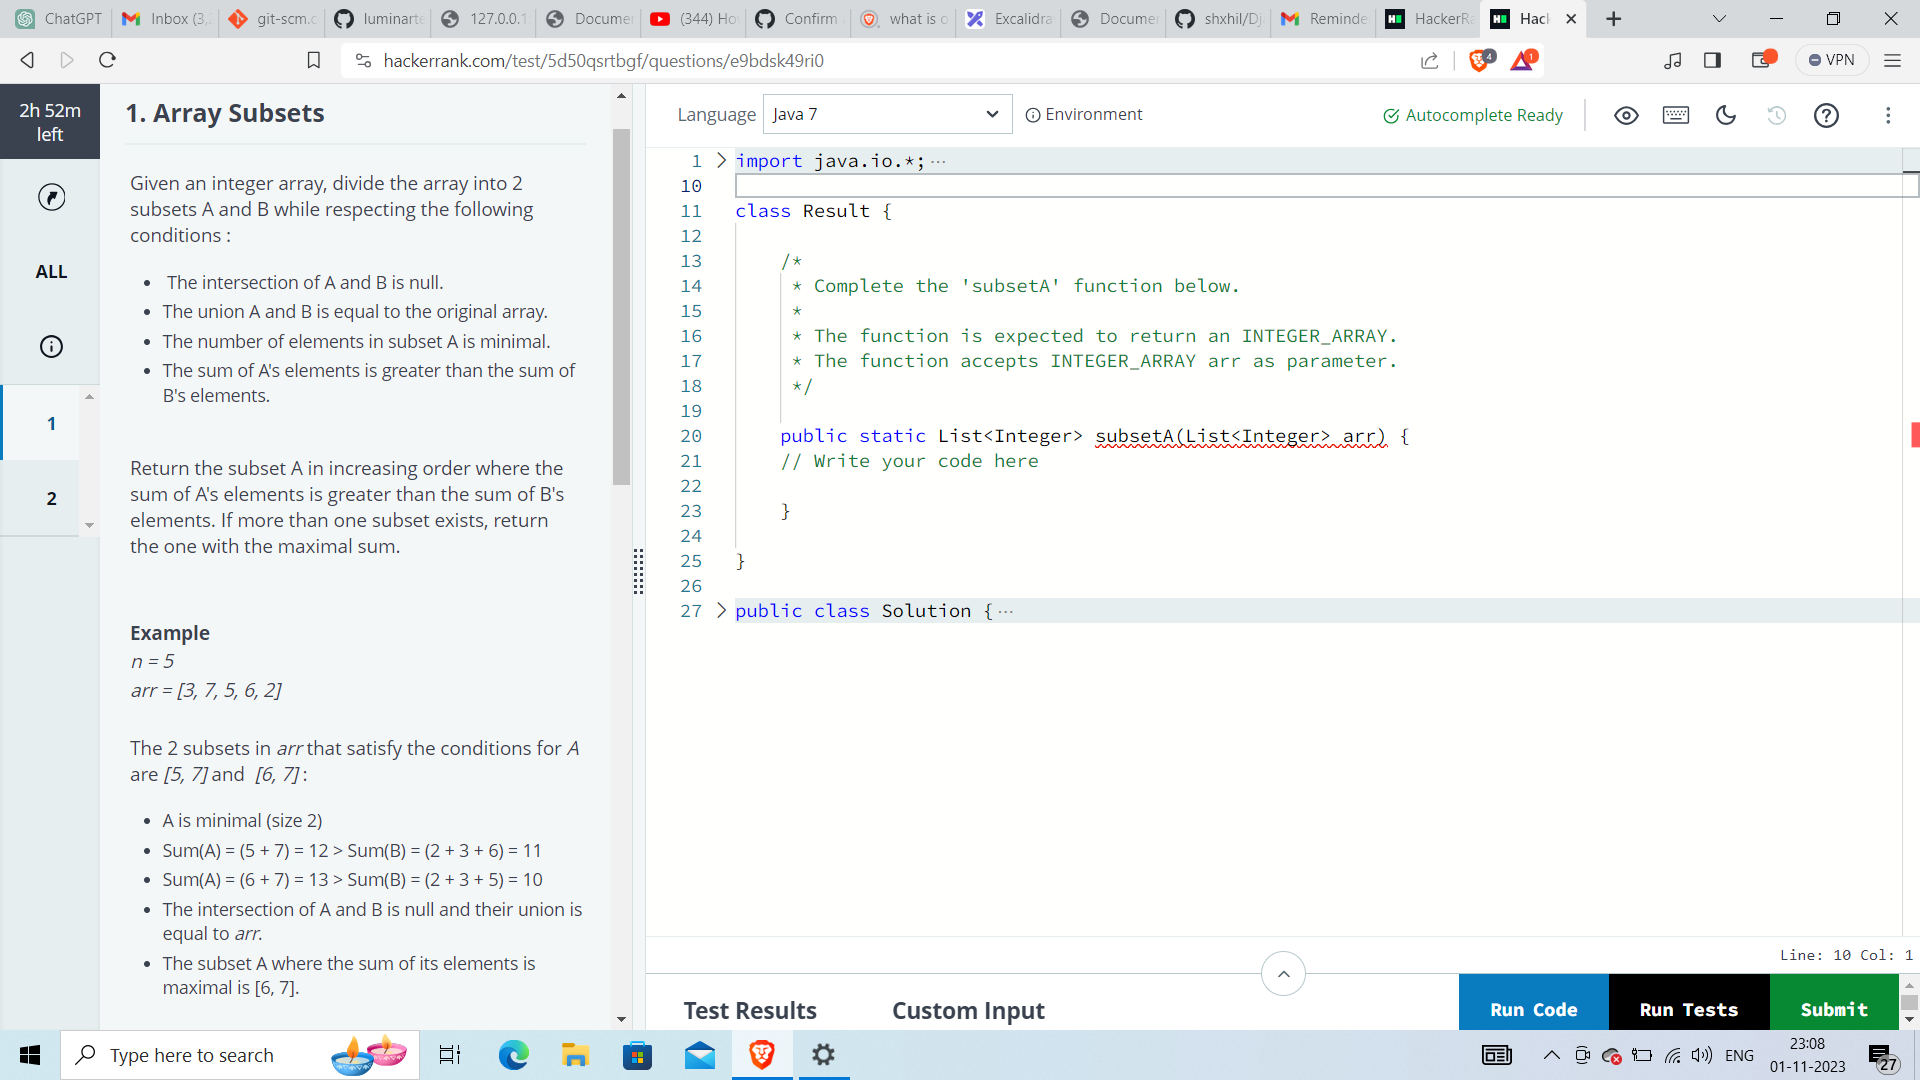 ChatGPT
Inbox (3,
git-scm.c
luminarte
127.0.0.1
Documen
(344) Ho
Confirm
what is o
Excalidra
Documen
shxhil/Dj
Reminde
HackerRa
Hack
hackerrank.com/test/5d50qsrtbgf/questions/e9bdsk49ri0
4
1
VPN
2h 52m
left
ALL
1
2
1. Array Subsets
Given an integer array, divide the array into 2
subsets A and B while respecting the following
conditions :
• The intersection of A and B is null.
• The union A and B is equal to the original array.
• The number of elements in subset A is minimal.
• The sum of A's elements is greater than the sum of
B's elements.
Return the subset A in increasing order where the
sum of A's elements is greater than the sum of B's
elements. If more than one subset exists, return
the one with the maximal sum.
Example
n = 5
arr = [3, 7, 5, 6, 2]
The 2 subsets in arr that satisfy the conditions for A
are [5, 7] and [6, 7] :
• A is minimal (size 2)
• Sum(A) = (5 + 7) = 12 > Sum(B) = (2 + 3 + 6) = 11
• Sum(A) = (6 + 7) = 13 > Sum(B) = (2 + 3 + 5) = 10
• The intersection of A and B is null and their union is
equal to arr.
• The subset A where the sum of its elements is
maximal is [6, 7].
Language Java 7 Environment Autocomplete Ready
1 import java.io.*; ···
10
11 class Result {
12
13 /*
14 * Complete the 'subsetA' function below.
15 *
16 * The function is expected to return an INTEGER_ARRAY.
17 * The function accepts INTEGER_ARRAY arr as parameter.
18 */
19
20 public static List<Integer> subsetA(List<Integer> arr) {
21 // Write your code here
22
23 }
24
25 }
26
27 public class Solution { ···
Line: 10 Col: 1
Test Results Custom Input Run Code Run Tests Submit
Type here to search
ENG
23:08
01-11-2023
27